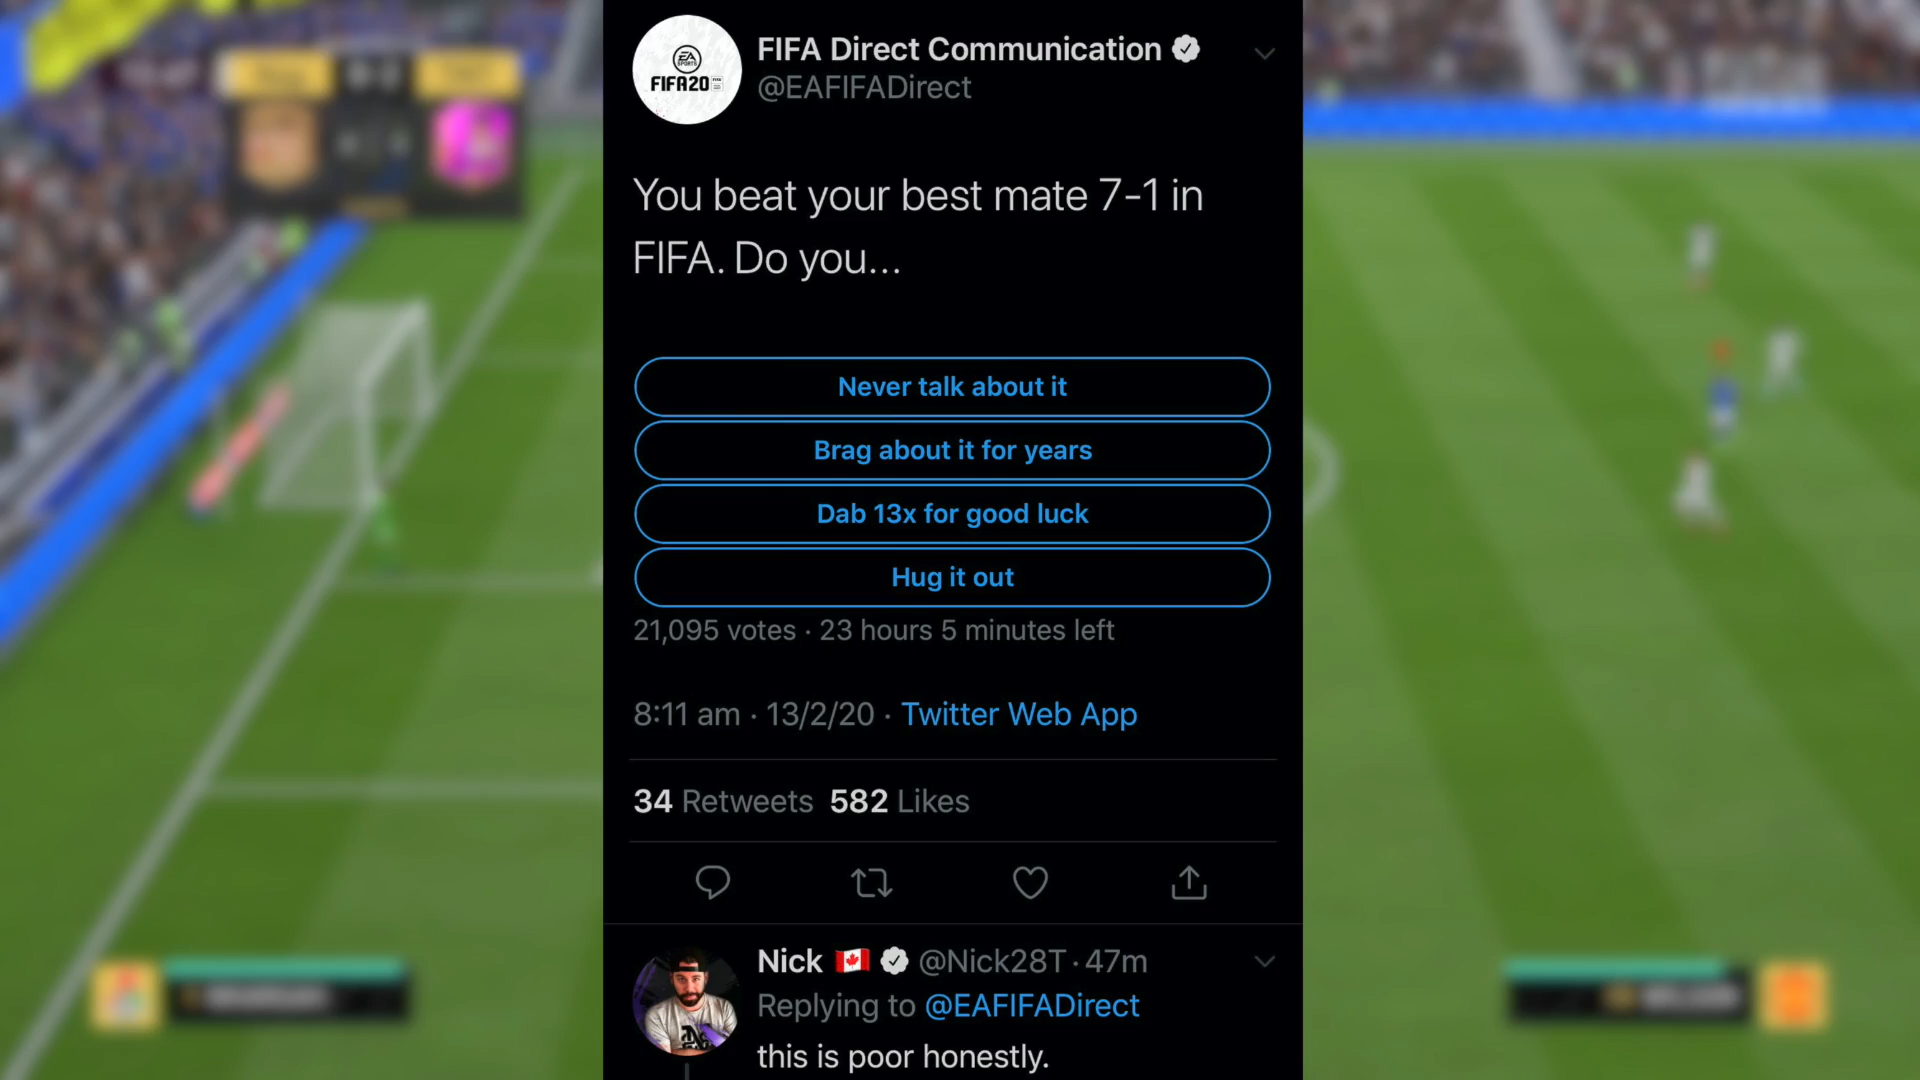 EA
SPORTS
FIFA20
FIFA Direct Communication
@EAFIFADirect
You beat your best mate 7-1 in
FIFA. Do you...
Never talk about it
Brag about it for years
Dab 13x for good luck
Hug it out
21,095 votes · 23 hours 5 minutes left
8:11 am · 13/2/20 · Twitter Web App
34 Retweets 582 Likes
Nick @Nick28T · 47m
Replying to @EAFIFADirect
this is poor honestly.